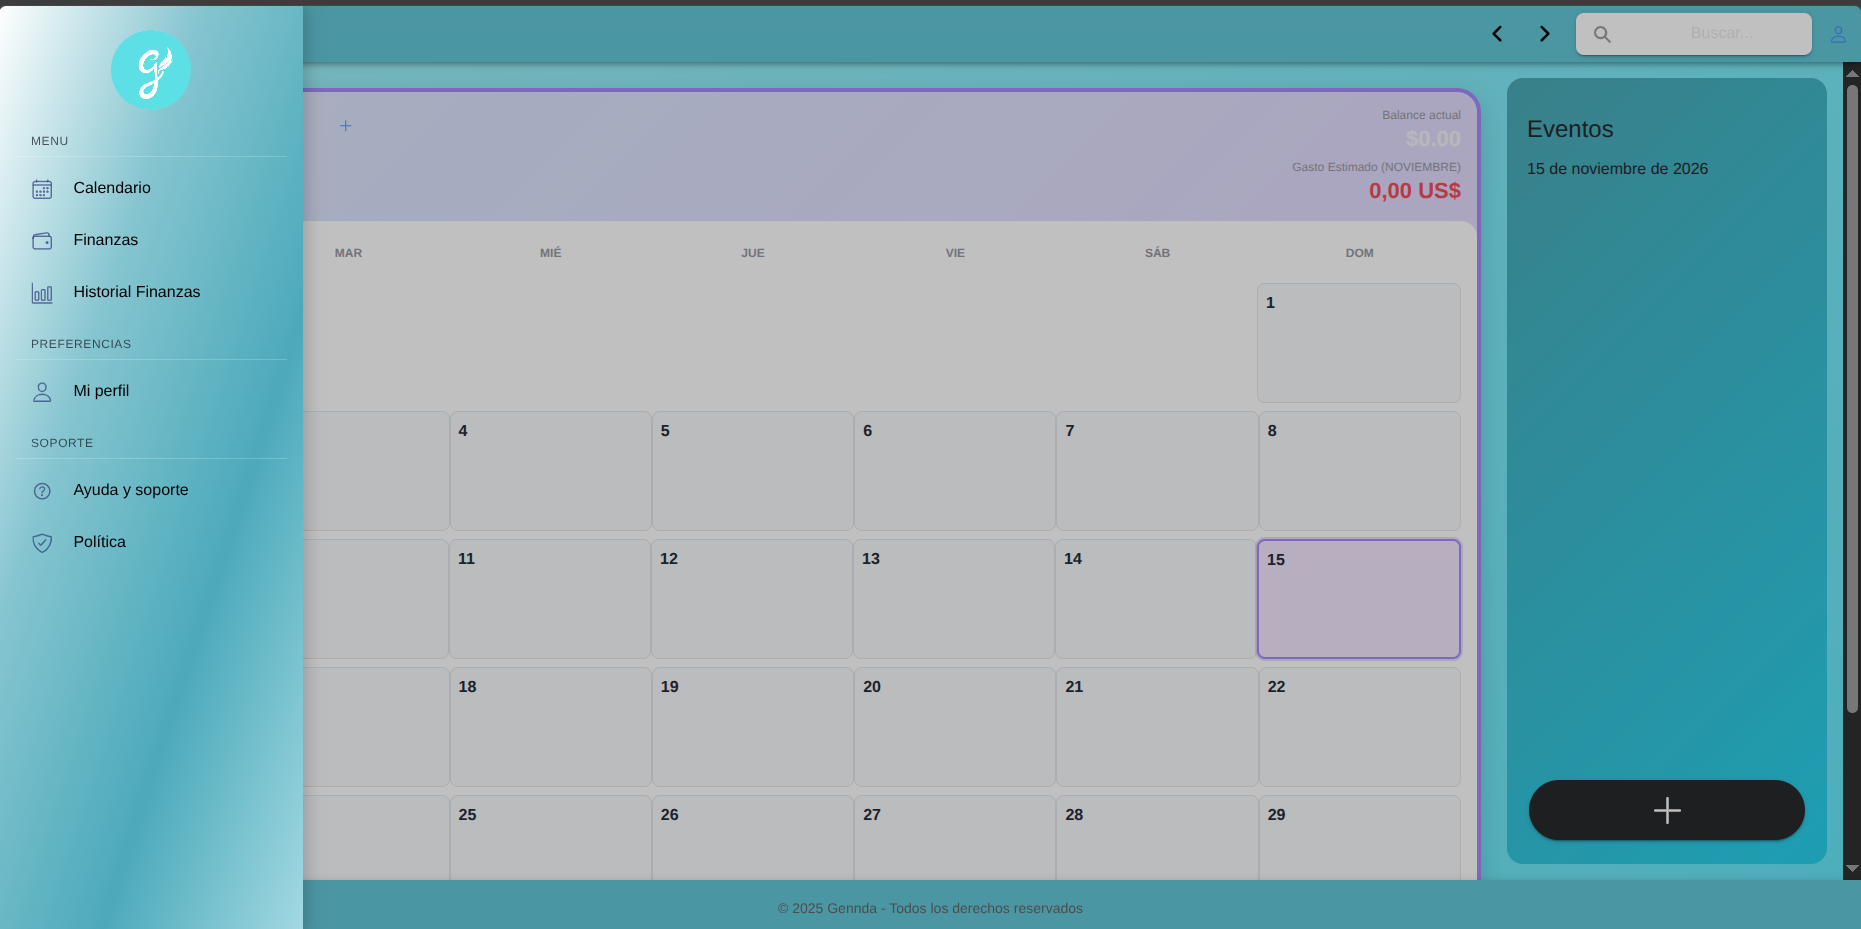 g
MENU
Calendario
Finanzas
Historial Finanzas
PREFERENCIAS
Mi perfil
SOPORTE
Ayuda y soporte
Política
Buscar...
Balance actual
$0.00
Gasto Estimado (NOVIEMBRE)
0,00 US$
MAR MIÉ JUE VIE SÁB DOM
1
4 5 6 7 8
11 12 13 14 15
18 19 20 21 22
25 26 27 28 29
Eventos
15 de noviembre de 2026
© 2025 Gennda - Todos los derechos reservados